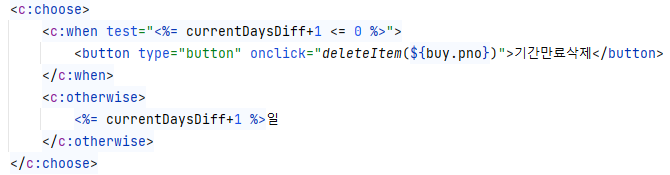 <c:choose>
<c:when test="<%= currentDaysDiff+1 <= 0 %>">
<button type="button" onclick="deleteItem(${buy.pno})">기간만료삭제</button>
</c:when>
<c:otherwise>
<%= currentDaysDiff+1 %>일
</c:otherwise>
</c:choose>